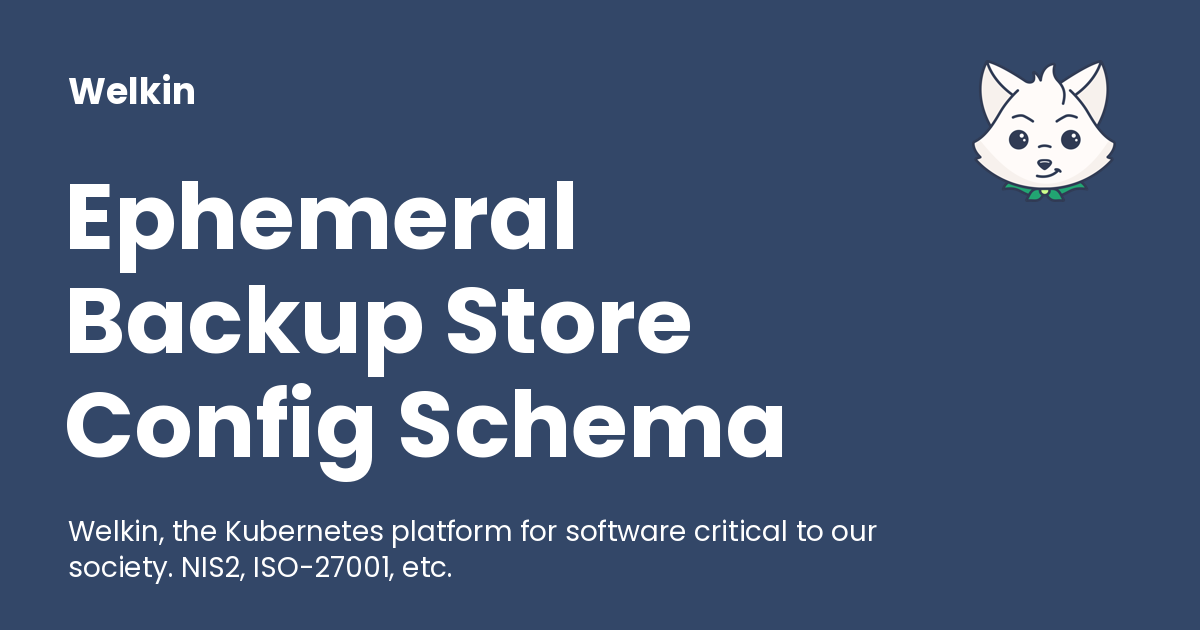 Welkin
Ephemeral
Backup Store
Config Schema
Welkin, the Kubernetes platform for software critical to our
society. NIS2, ISO-27001, etc.